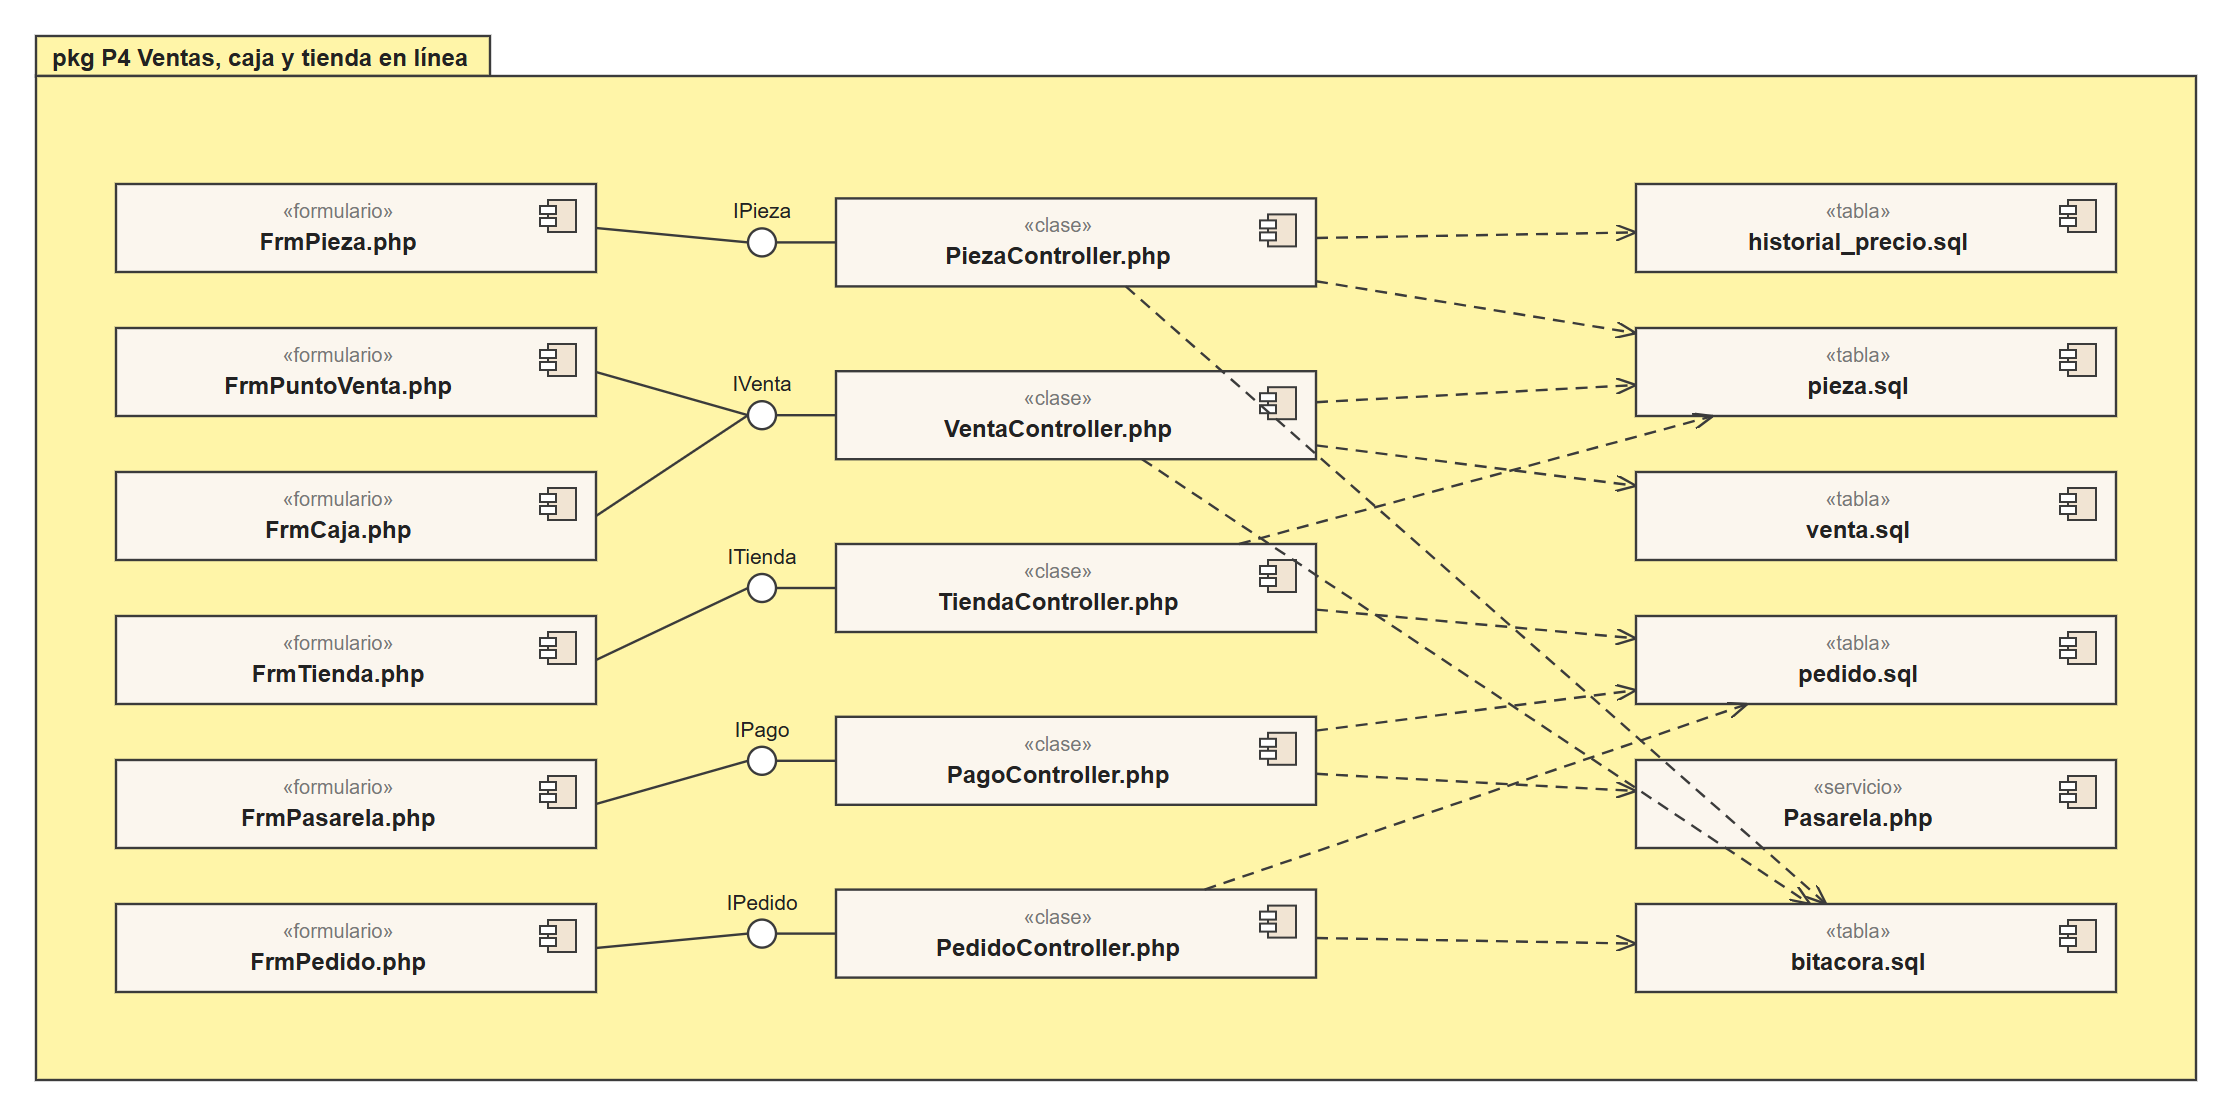 pkg P4 Ventas, caja y tienda en línea
«formulario»
FrmPieza.php
IPieza
«clase»
PiezaController.php
«tabla»
historial_precio.sql
«formulario»
FrmPuntoVenta.php
IVenta
«clase»
VentaController.php
«tabla»
pieza.sql
«formulario»
FrmCaja.php
«tabla»
venta.sql
ITienda
«clase»
TiendaController.php
«formulario»
FrmTienda.php
«tabla»
pedido.sql
IPago
«clase»
PagoController.php
«formulario»
FrmPasarela.php
«servicio»
Pasarela.php
IPedido
«clase»
PedidoController.php
«formulario»
FrmPedido.php
«tabla»
bitacora.sql